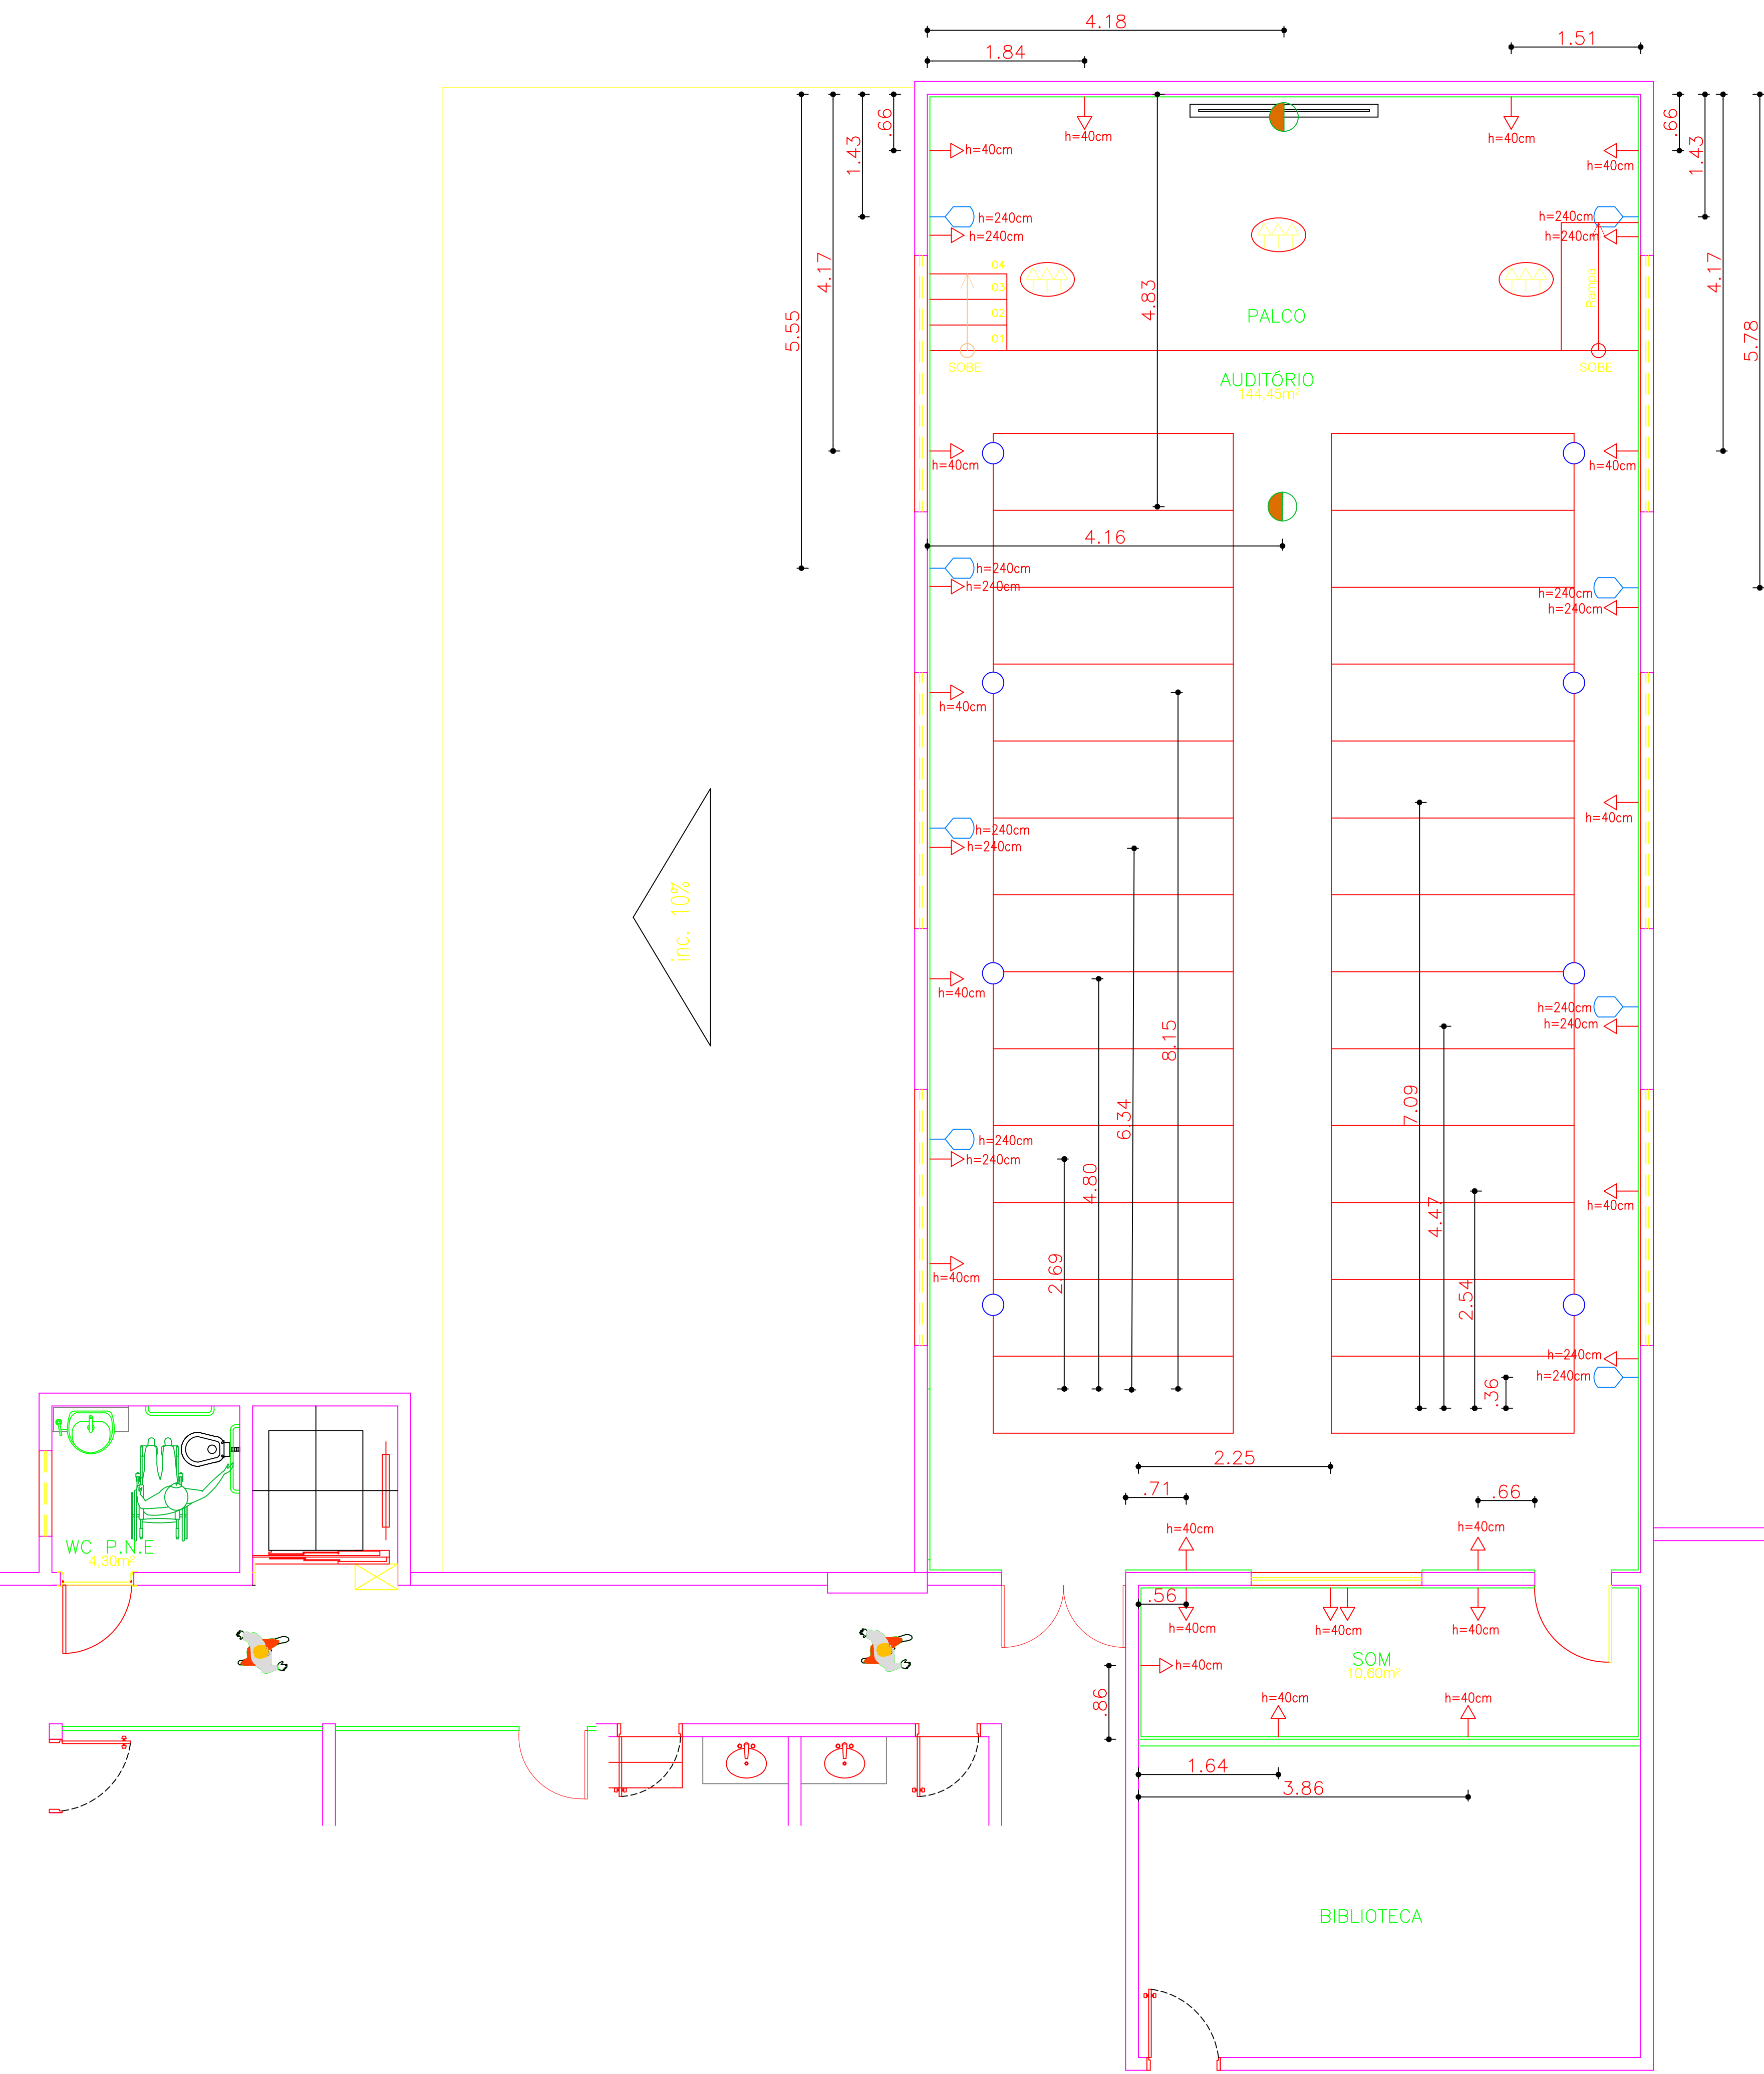 4.18
1.84
1.51
.66
1.43
4.17
5.55
.66
1.43
4.17
5.78
h=40cm
h=40cm
h=40cm
h=40cm
h=240cm
h=240cm
h=240cm
h=240cm
04
03
02
01
SOBE
4.83
PALCO
Rampa
SOBE
AUDITÓRIO
144.45m²
h=40cm
h=40cm
4.16
h=240cm
h=240cm
h=240cm
h=240cm
h=40cm
h=40cm
h=240cm
h=240cm
inc. 10%
h=40cm
h=240cm
h=240cm
8.15
6.34
7.09
h=240cm
h=240cm
4.80
4.47
h=40cm
2.69
h=40cm
2.54
h=240cm
h=240cm
.36
2.25
.71
.66
h=40cm
h=40cm
WC P.N.E
4,30m²
.56
h=40cm
h=40cm
h=40cm
SOM
10,60m²
h=40cm
.86
h=40cm
h=40cm
1.64
3.86
BIBLIOTECA